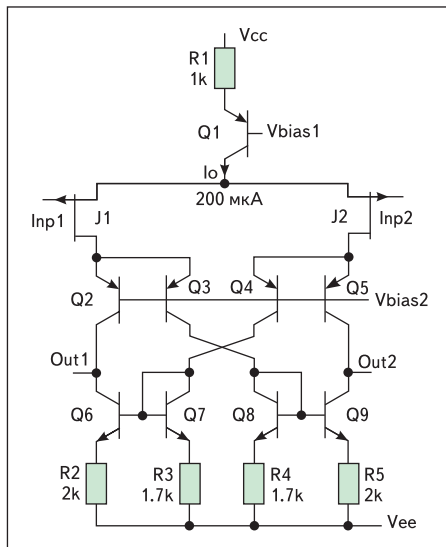 Vcc
R1
1k
Q1
Vbias1
Io
200 мкА
Inp1
J1
J2
Inp2
Q2
Q3
Q4
Q5
Vbias2
Out1
Out2
Q6
Q7
Q8
Q9
R2
2k
R3
1.7k
R4
1.7k
R5
2k
Vee